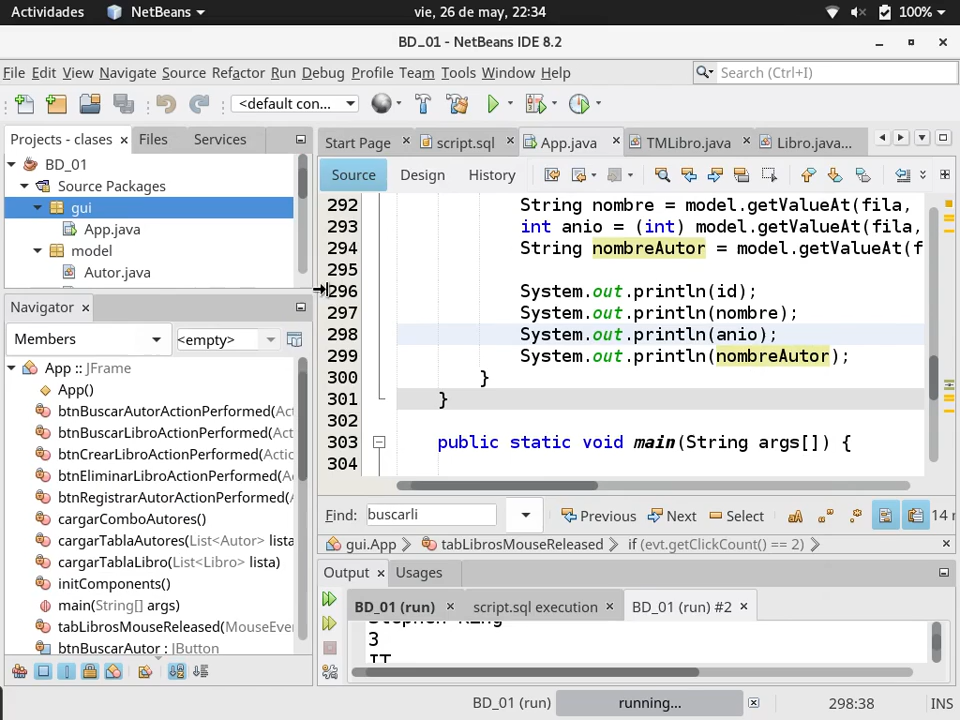 Actividades NetBeans vie, 26 de may, 22:34 100%
BD_01 - NetBeans IDE 8.2
File Edit View Navigate Source Refactor Run Debug Profile Team Tools Window Help Search (Ctrl+I)
<default con...
Projects - clases Files Services
Start Page script.sql App.java TMLibro.java Libro.java...
BD_01
Source Packages
gui
App.java
model
Autor.java
Source Design History
292 String nombre = model.getValueAt(fila,
293 int anio = (int) model.getValueAt(fila,
294 String nombreAutor = model.getValueAt(f
295
296 System.out.println(id);
297 System.out.println(nombre);
298 System.out.println(anio);
299 System.out.println(nombreAutor);
300 }
301 }
302
303 public static void main(String args[]) {
304
Navigator
Members <empty>
App :: JFrame
App()
btnBuscarAutorActionPerformed(Act
btnBuscarLibroActionPerformed(Act
btnCrearLibroActionPerformed(Actio
btnEliminarLibroActionPerformed(Ac
btnRegistrarAutorActionPerformed(A
cargarComboAutores()
cargarTablaAutores(List<Autor> lista
cargarTablaLibro(List<Libro> lista)
initComponents()
main(String[] args)
tabLibrosMouseReleased(MouseEver
btnBuscarAutor : JButton
Find: buscarli Previous Next Select 14 m
gui.App tabLibrosMouseReleased if (evt.getClickCount() == 2)
Output Usages
BD_01 (run) script.sql execution BD_01 (run) #2
Stephen King
3
IT
BD_01 (run) running... 298:38 INS